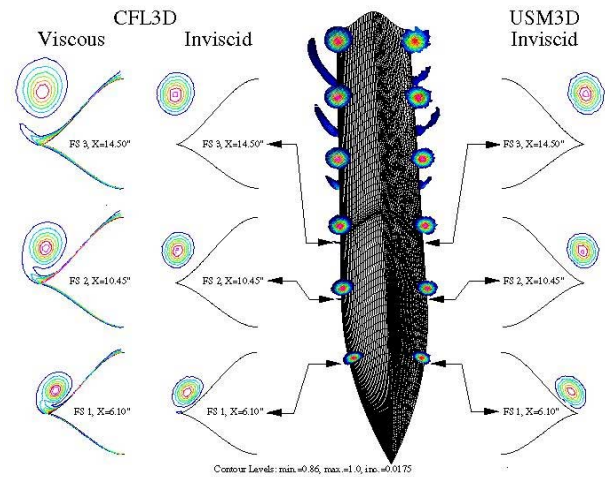 CFL3D
USM3D
Viscous
Inviscid
Inviscid
FS 3, X=14.50"
FS 3, X=14.50"
FS 3, X=14.50"
FS 2, X=10.45"
FS 2, X=10.45"
FS 2, X=10.45"
FS 1, X=6.10"
FS 1, X=6.10"
FS 1, X=6.10"
Contour Levels: min.=0.86, max.=1.0, inc.=0.0175